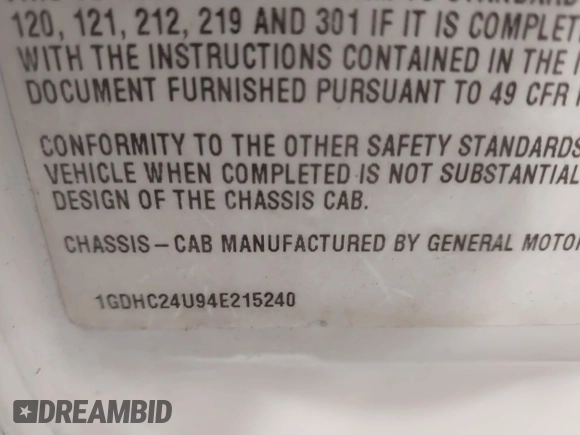 120, 121, 212, 219 AND 301 IF IT IS COMPLET
WITH THE INSTRUCTIONS CONTAINED IN THE
DOCUMENT FURNISHED PURSUANT TO 49 CFR
CONFORMITY TO THE OTHER SAFETY STANDARDS
VEHICLE WHEN COMPLETED IS NOT SUBSTANTIAL
DESIGN OF THE CHASSIS CAB.
CHASSIS-CAB MANUFACTURED BY GENERAL MOTOR
1GDHC24U94E215240
DREAMBID